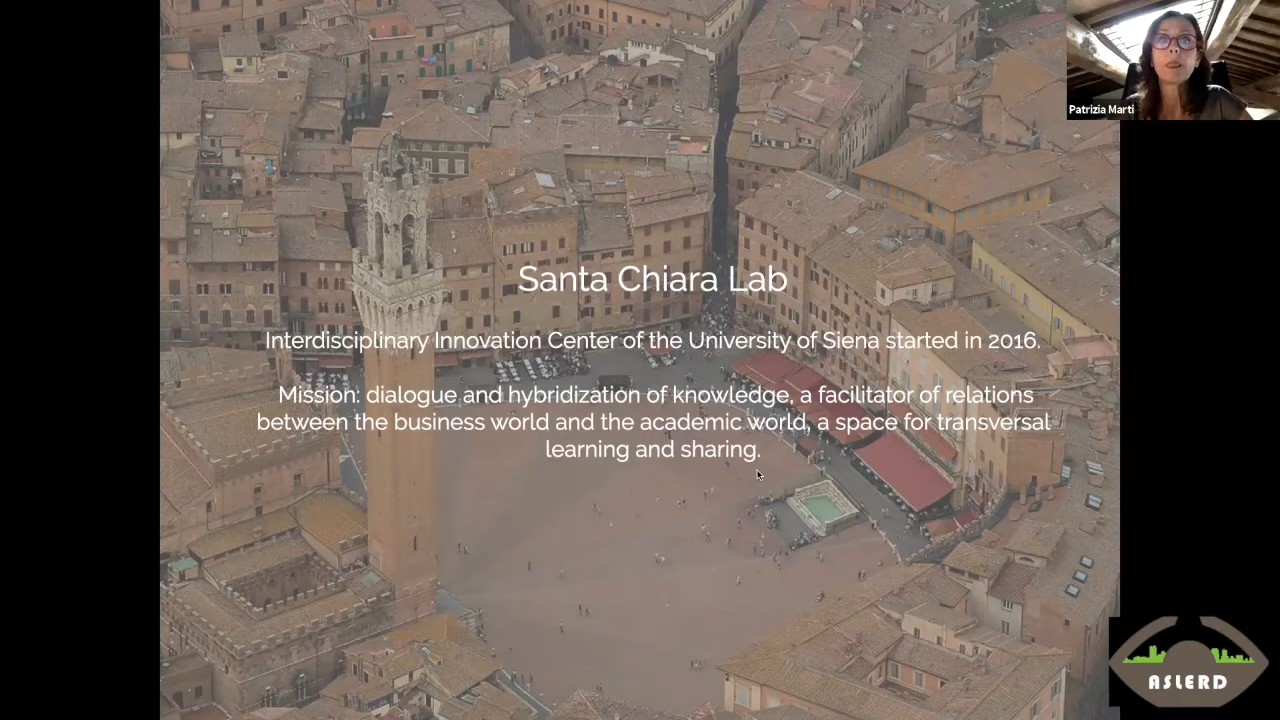 Patrizia Marti
Santa Chiara Lab
Interdisciplinary Innovation Center of the University of Siena started in 2016.
Mission: dialogue and hybridization of knowledge, a facilitator of relations
between the business world and the academic world, a space for transversal
learning and sharing.
ASLERD